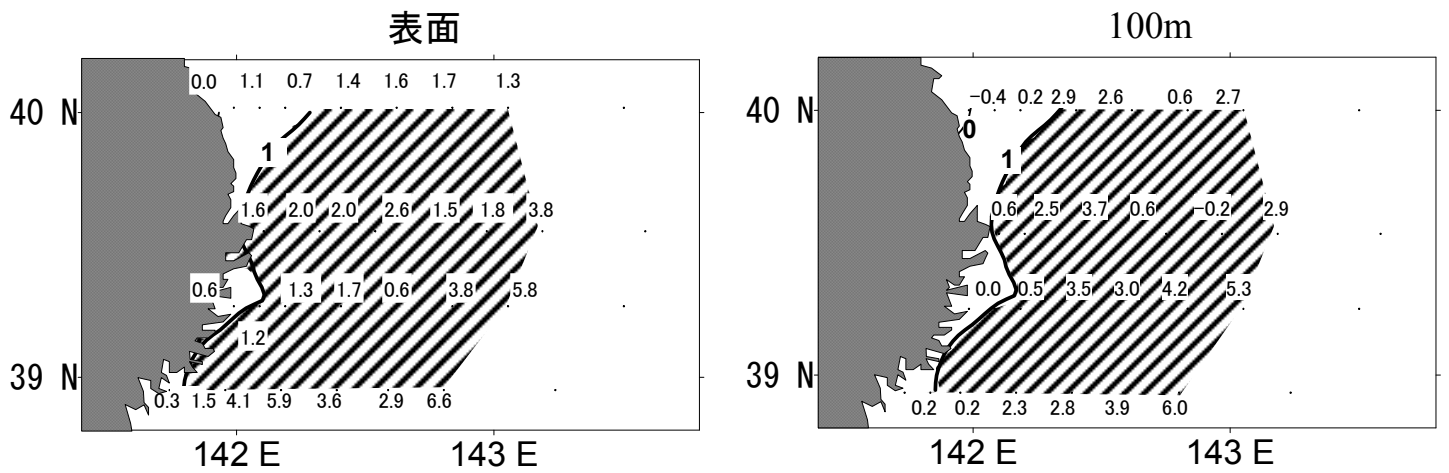 表面
0.0 1.1 0.7 1.4 1.6 1.7 1.3
40 N
1
1.6 2.0 2.0 2.6 1.5 1.8 3.8
0.6 1.3 1.7 0.6 3.8 5.8
1.2
39 N
0.3 1.5 4.1 5.9 3.6 2.9 6.6
142 E 143 E
100m
-0.4 0.2 2.9 2.6 0.6 2.7
40 N
0
1
0.6 2.5 3.7 0.6 -0.2 2.9
0.0 0.5 3.5 3.0 4.2 5.3
39 N
0.2 0.2 2.3 2.8 3.9 6.0
142 E 143 E